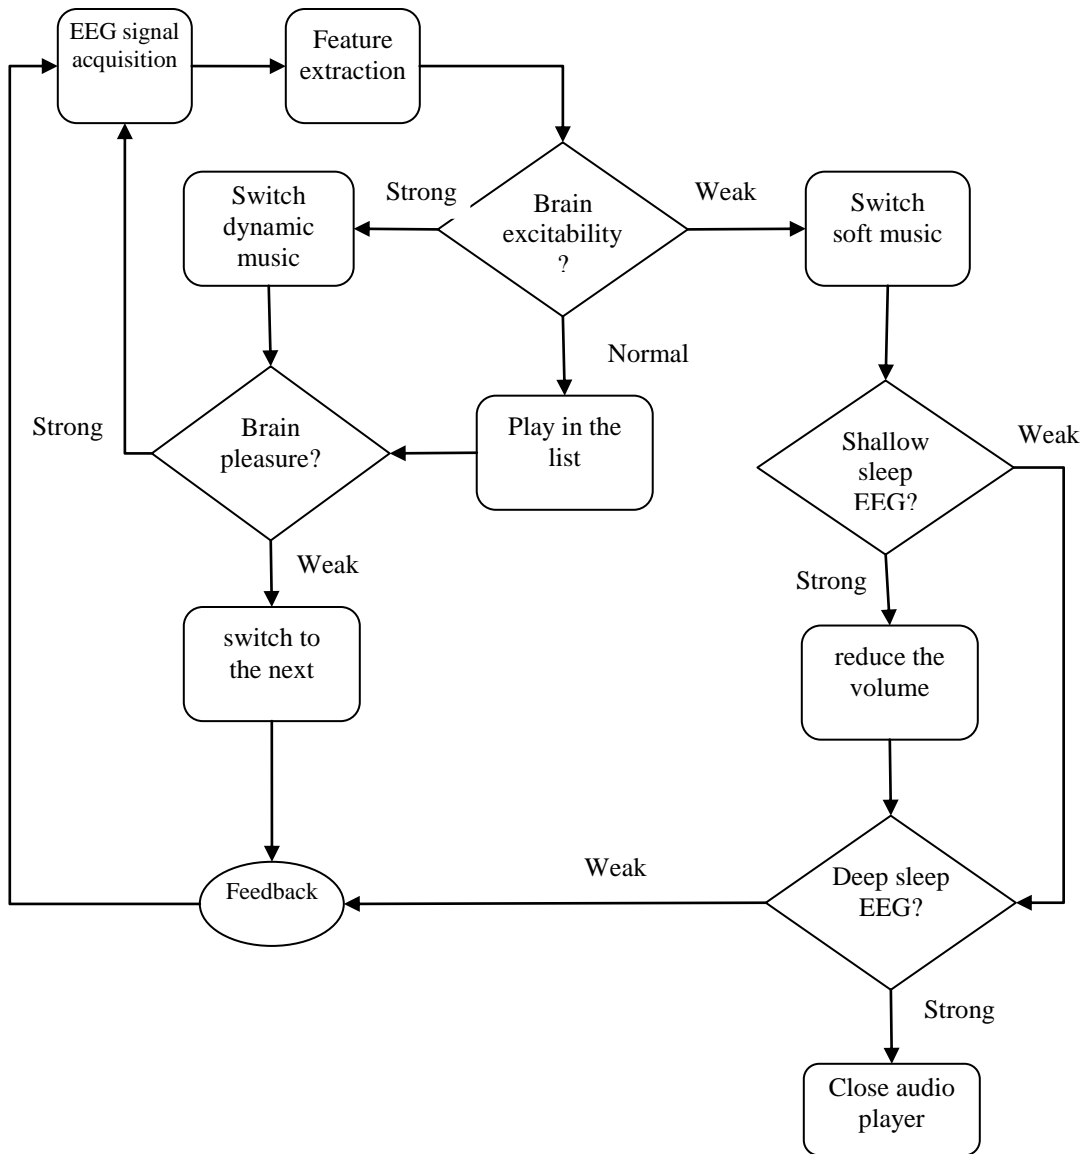 EEG signal
acquisition
Feature
extraction
Switch
dynamic
music
Strong
Brain
excitability
?
Weak
Switch
soft music
Normal
Strong
Brain
pleasure?
Play in the
list
Shallow
sleep
EEG?
Weak
Weak
Strong
switch to
the next
reduce the
volume
Feedback
Weak
Deep sleep
EEG?
Strong
Close audio
player